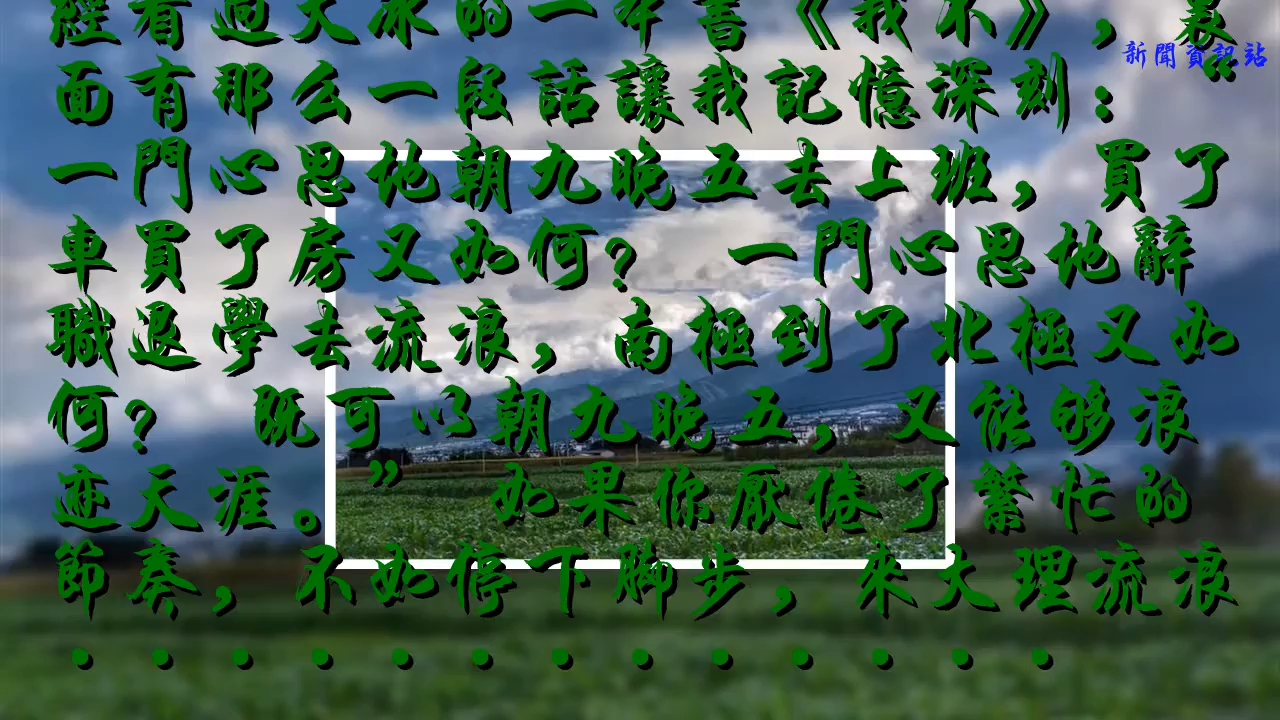 經看過大冰的一本書《我不》，裏
新聞資訊站
面有那么一段話讓我記憶深刻：“
一門心思地朝九晚五去上班，買了
車買了房又如何？ 一門心思地辭
職退學去流浪，南極到了北極又如
何？ 既可以朝九晚五，又能够浪
迹天涯。” 如果你厭倦了繁忙的
節奏，不如停下脚步，來大理流浪
·············